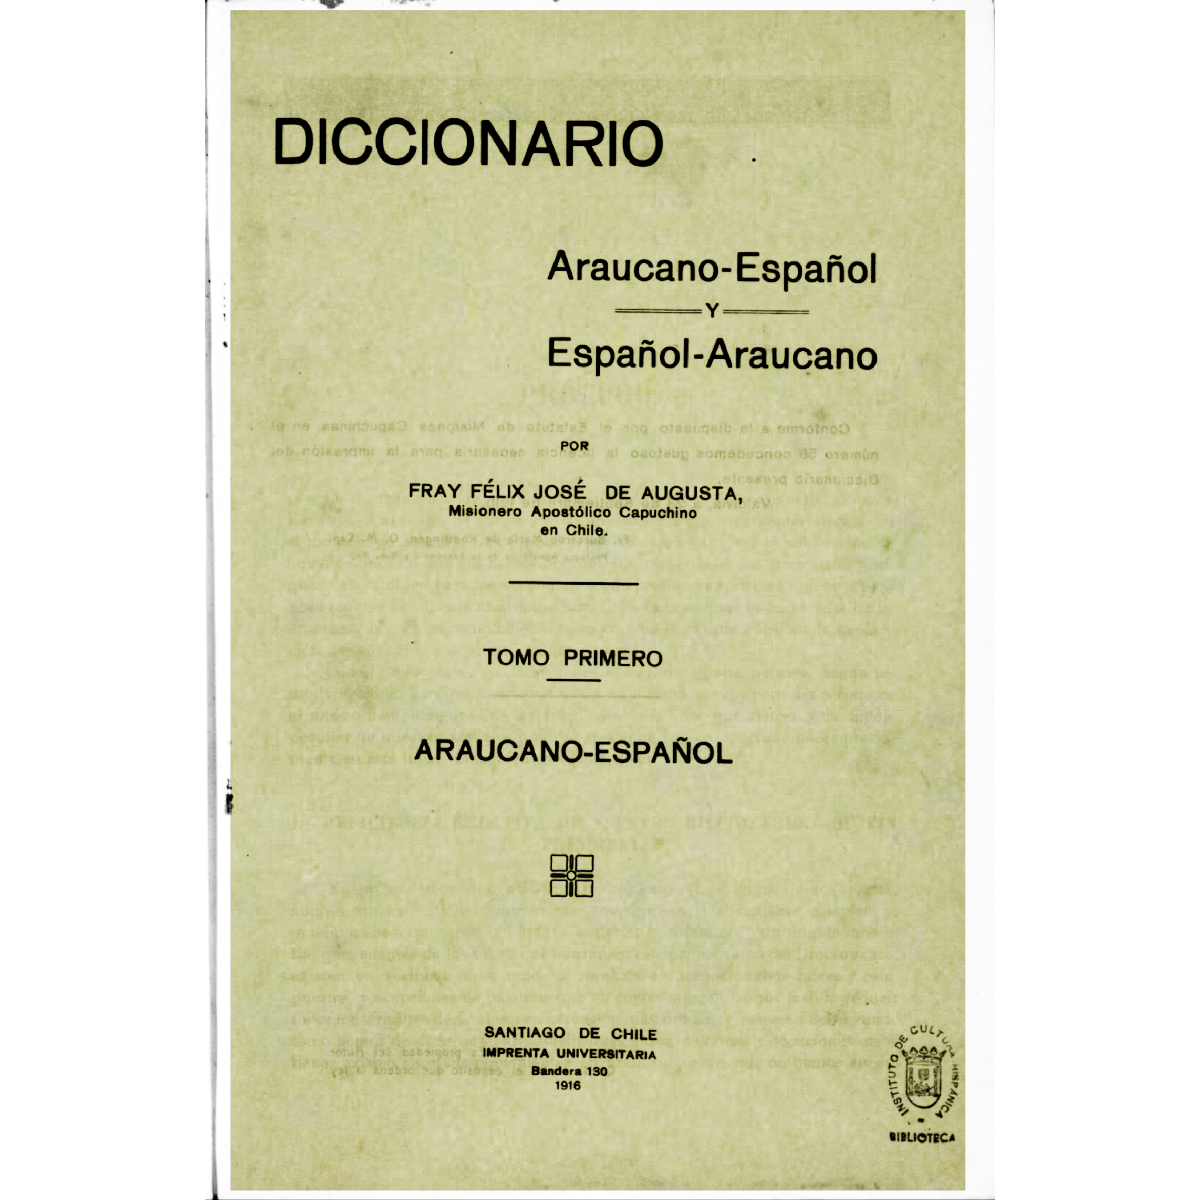 DICCIONARIO
Araucano-Español
Y
Español-Araucano
POR
FRAY FÉLIX JOSÉ DE AUGUSTA,
Misionero Apostólico Capuchino
en Chile.
TOMO PRIMERO
ARAUCANO-ESPAÑOL
SANTIAGO DE CHILE
IMPRENTA UNIVERSITARIA
Bandera 130
1916
INSTITUTO DE CULTURA HISPÁNICA
BIBLIOTECA